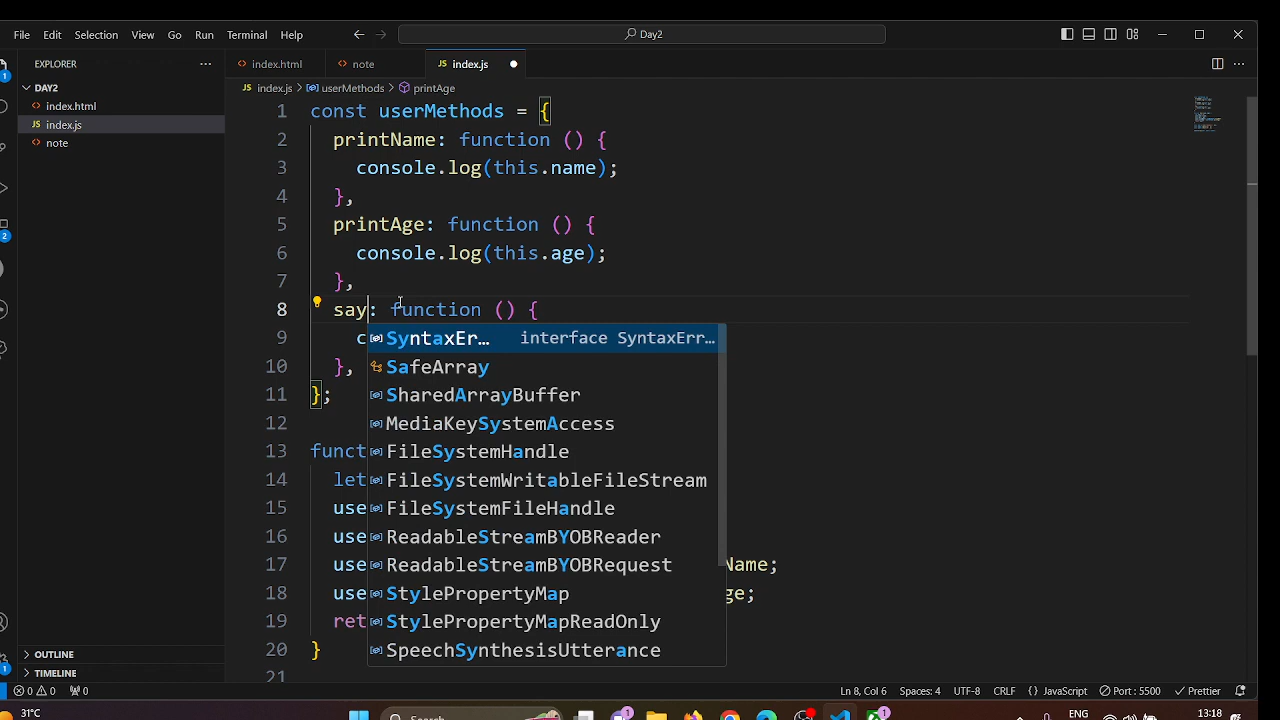 File Edit Selection View Go Run Terminal Help Day2
EXPLORER index.html note index.js
DAY2
index.js userMethods printAge
index.html
index.js
note
1 const userMethods = {
2 printName: function () {
3 console.log(this.name);
4 },
5 printAge: function () {
6 console.log(this.age);
7 },
8 say: function () {
9 c
10 },
11 };
12
13 funct
14 let
15 use
16 use
17 use Name;
18 use ge;
19 ret
20 }
21
SyntaxEr… interface SyntaxErr…
SafeArray
SharedArrayBuffer
MediaKeySystemAccess
FileSystemHandle
FileSystemWritableFileStream
FileSystemFileHandle
ReadableStreamBYOBReader
ReadableStreamBYOBRequest
StylePropertyMap
StylePropertyMapReadOnly
SpeechSynthesisUtterance
OUTLINE
TIMELINE
0 0 0 Ln 8, Col 6 Spaces: 4 UTF-8 CRLF {} JavaScript Port : 5500 Prettier
31°C Search ENG 13:18